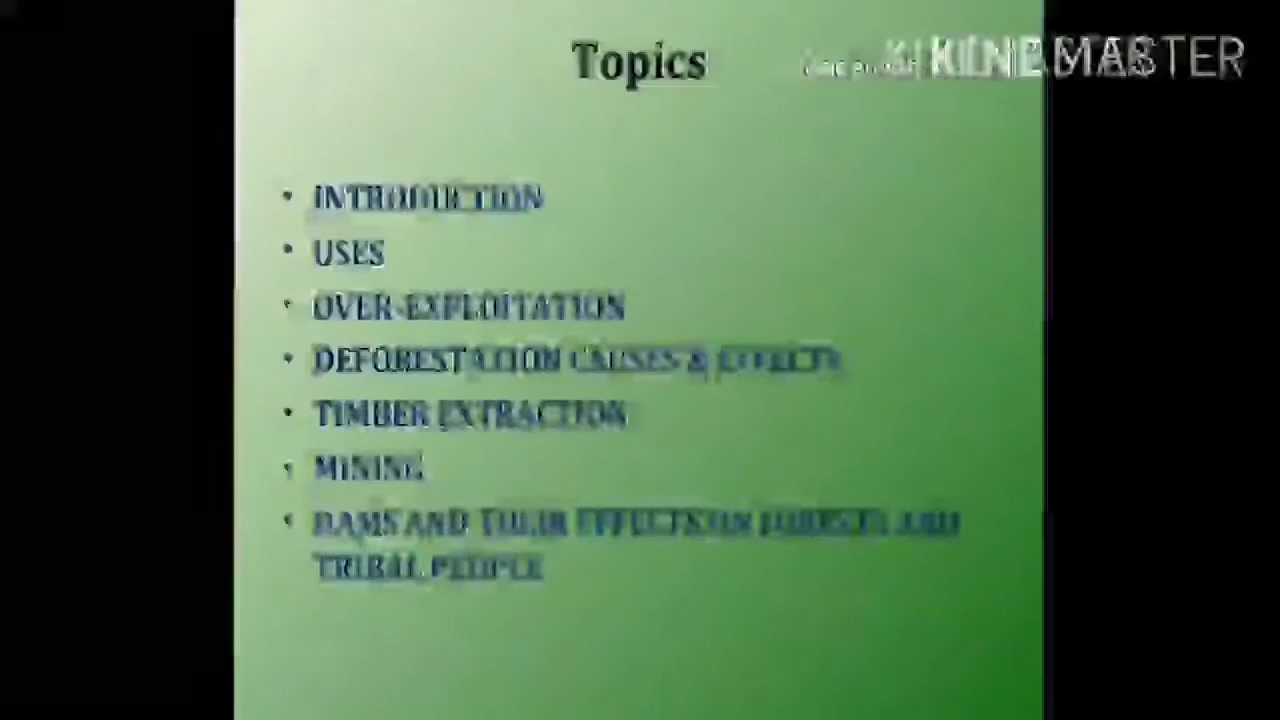 Topics
KINEMASTER
• INTRODUCTION
• USES
• OVER-EXPLOITATION
• DEFORESTATION CAUSES & EFFECTS
• TIMBER EXTRACTION
• MINING
• DAMS AND THEIR EFFECTS ON FORESTS AND
TRIBAL PEOPLE